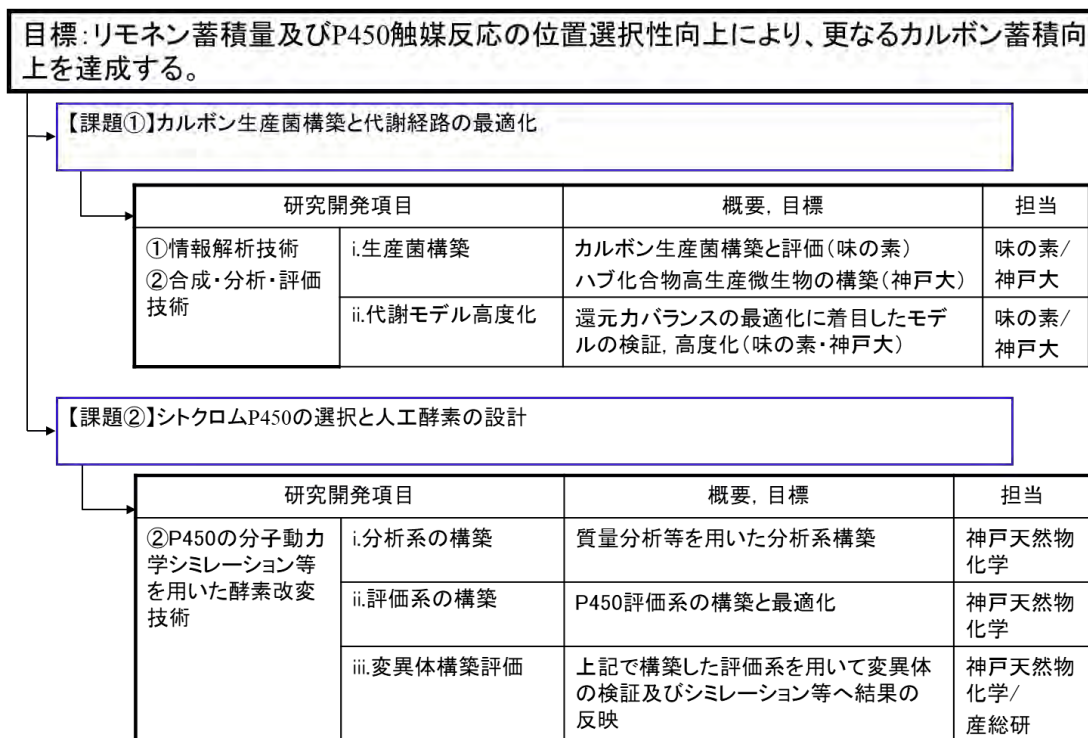 目標:リモネン蓄積量及びP450触媒反応の位置選択性向上により、更なるカルボン蓄積向
上を達成する。
【課題①】カルボン生産菌構築と代謝経路の最適化
研究開発項目
概要, 目標
担当
①情報解析技術
②合成・分析・評価
技術
i.生産菌構築
カルボン生産菌構築と評価(味の素)
ハブ化合物高生産微生物の構築(神戸大)
味の素/
神戸大
ii.代謝モデル高度化
還元力バランスの最適化に着目したモデ
ルの検証, 高度化(味の素・神戸大)
味の素/
神戸大
【課題②】シトクロムP450の選択と人工酵素の設計
研究開発項目
概要, 目標
担当
②P450の分子動力
学シミレーション等
を用いた酵素改変
技術
i.分析系の構築
質量分析等を用いた分析系構築
神戸天然物
化学
ii.評価系の構築
P450評価系の構築と最適化
神戸天然物
化学
iii.変異体構築評価
上記で構築した評価系を用いて変異体
の検証及びシミレーション等へ結果の
反映
神戸天然物
化学/
産総研